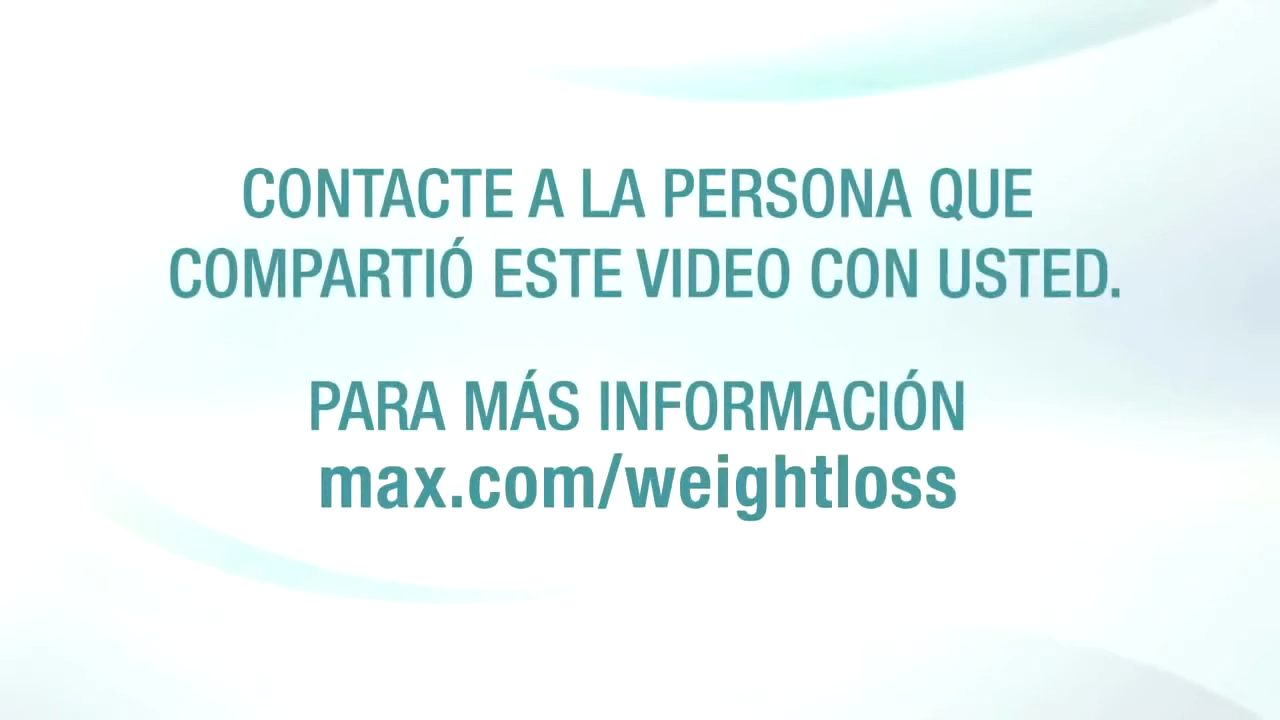 CONTACTE A LA PERSONA QUE
COMPARTIÓ ESTE VIDEO CON USTED.
PARA MÁS INFORMACIÓN
max.com/weightloss